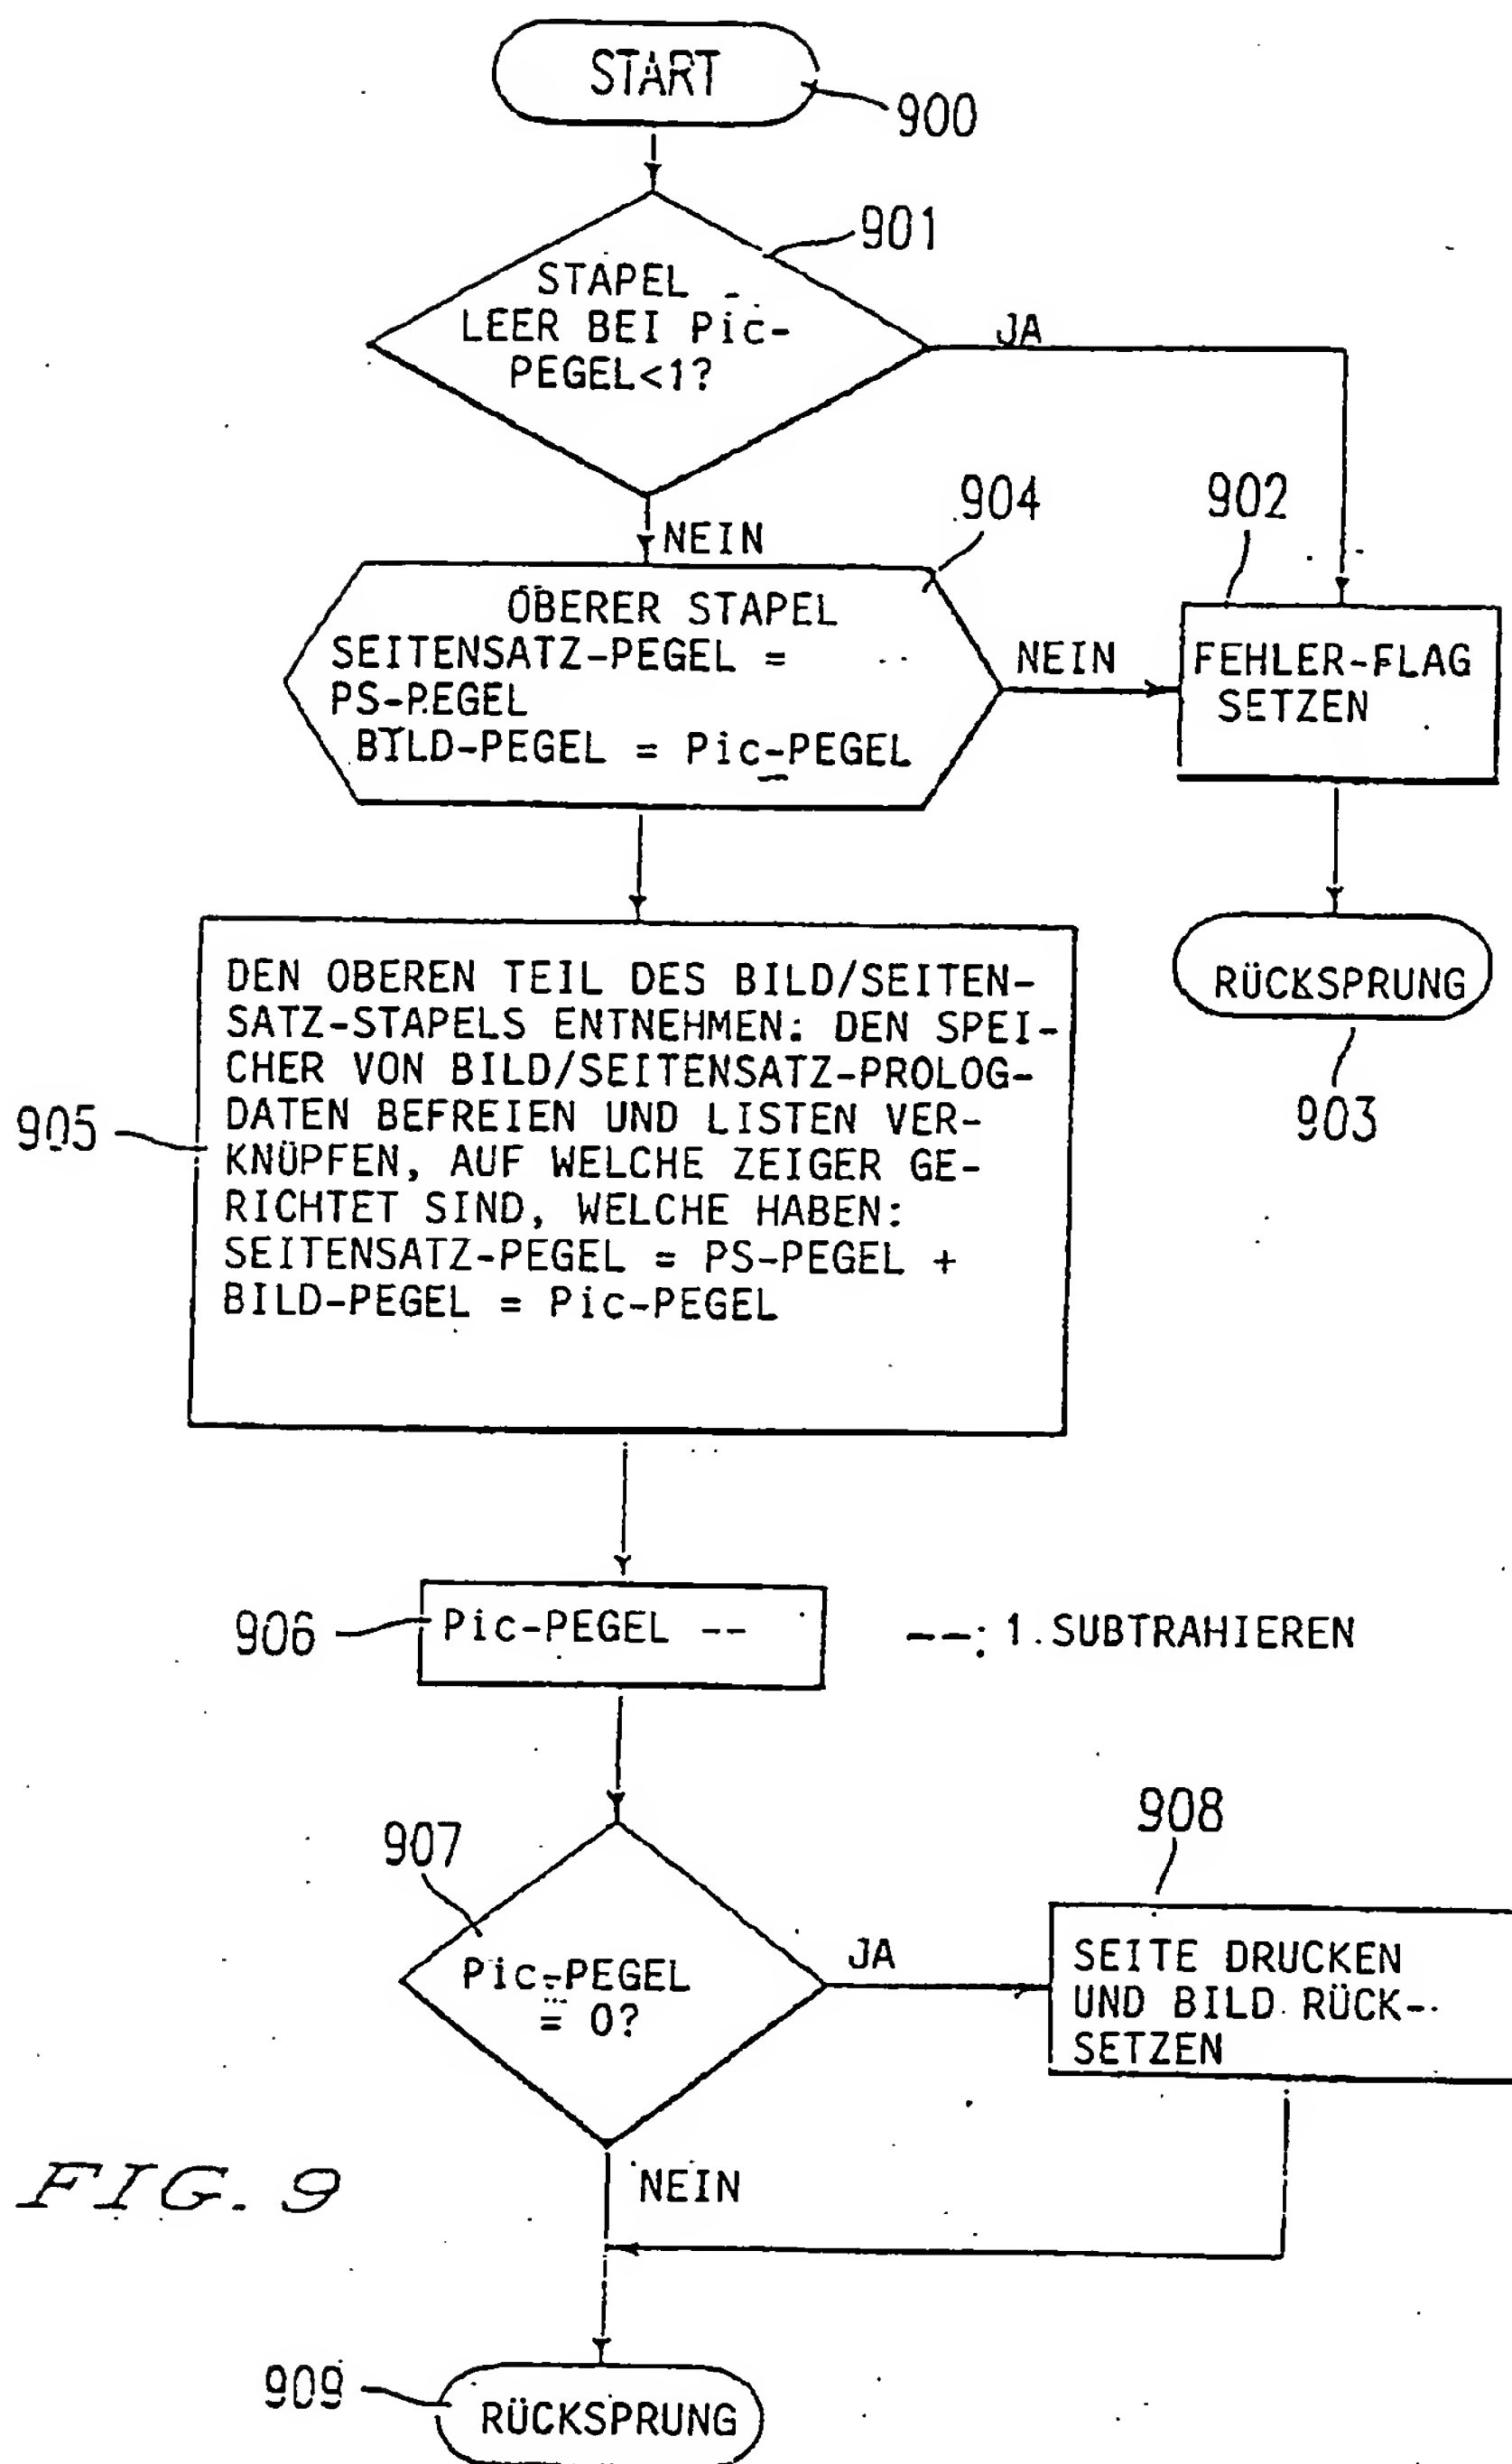 START
900
901
STAPEL
LEER BEI Pic-
PEGEL<1?
JA
NEIN
904
902
OBERER STAPEL
SEITENSATZ-PEGEL =
PS-PEGEL
BILD-PEGEL = Pic-PEGEL
NEIN
FEHLER-FLAG
SETZEN
RÜCKSPRUNG
903
905
DEN OBEREN TEIL DES BILD/SEITEN-
SATZ-STAPELS ENTNEHMEN: DEN SPEI-
CHER VON BILD/SEITENSATZ-PROLOG-
DATEN BEFREIEN UND LISTEN VER-
KNÜPFEN, AUF WELCHE ZEIGER GE-
RICHTET SIND, WELCHE HABEN:
SEITENSATZ-PEGEL = PS-PEGEL +
BILD-PEGEL = Pic-PEGEL
906
Pic-PEGEL --
--: 1 SUBTRAHIEREN
907
908
Pic-PEGEL
= 0?
JA
SEITE DRUCKEN
UND BILD RÜCK-
SETZEN
NEIN
FIG. 9
909
RÜCKSPRUNG